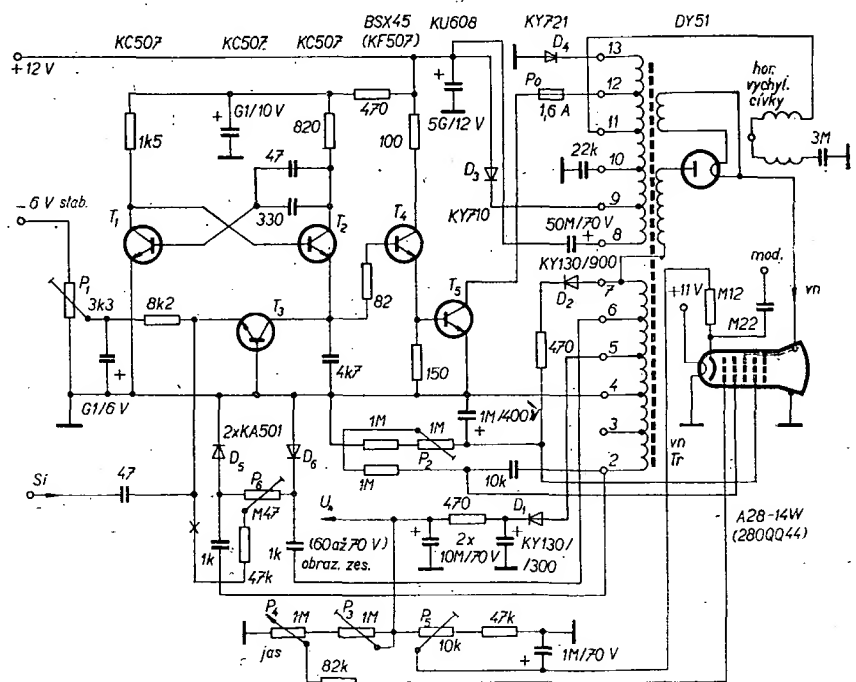 BSX45
KC507
KC507
KC507
(KF507)
KU608
KY721
DY51
+12 V
G1/10 V
470
5G/12 V
D4
Po
1,6 A
13
12
11
10
9
8
hor.
vychyl.
cívky
3M
1k5
820
100
47
330
22k
D3
KY710
50M/70 V
-6 V stab.
T1
T2
T4
T5
KY130/900
D2
7
6
5
4
3
2
mod.
+11 V
M12
M22
vn
P1
3k3
8k2
T3
82
470
4k7
150
G1/6 V
2xKA501
D5
D6
1M
1M
P2
1M
1M/400V
10k
vn
Tr
Si
47
P6
M47
1k
47k
1k
Un
(60až 70 V)
obraz. zes.
470
D1
2x
10M/70 V
KY130/
/300
A28-14W
(280QQ44)
P4
1M
P3
1M
P5
10k
47k
1M/70 V
jas
82k